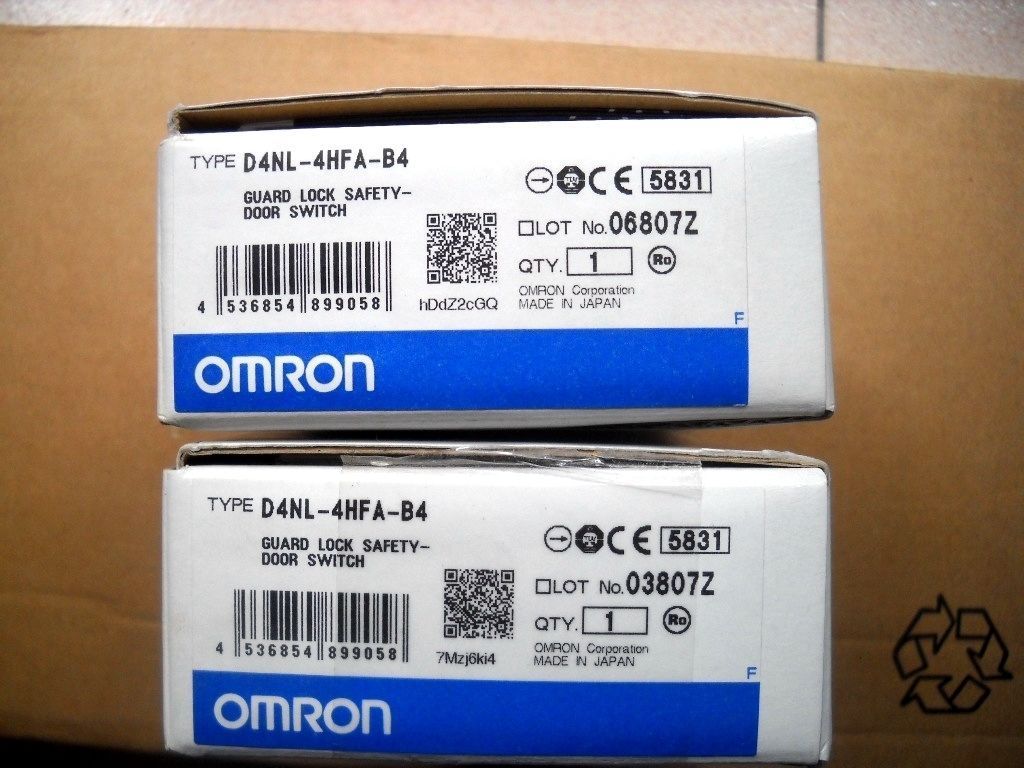 TYPE D4NL-4HFA-B4
GUARD LOCK SAFETY-
DOOR SWITCH
CE 5831
LOT No. 06807Z
QTY. 1 Ro
4 536854 899058
hDdZ2cGQ
OMRON Corporation
MADE IN JAPAN
F
OMRON
TYPE D4NL-4HFA-B4
GUARD LOCK SAFETY-
DOOR SWITCH
CE 5831
LOT No. 03807Z
QTY. 1 Ro
4 536854 899058
7Mzj6ki4
OMRON Corporation
MADE IN JAPAN
F
OMRON